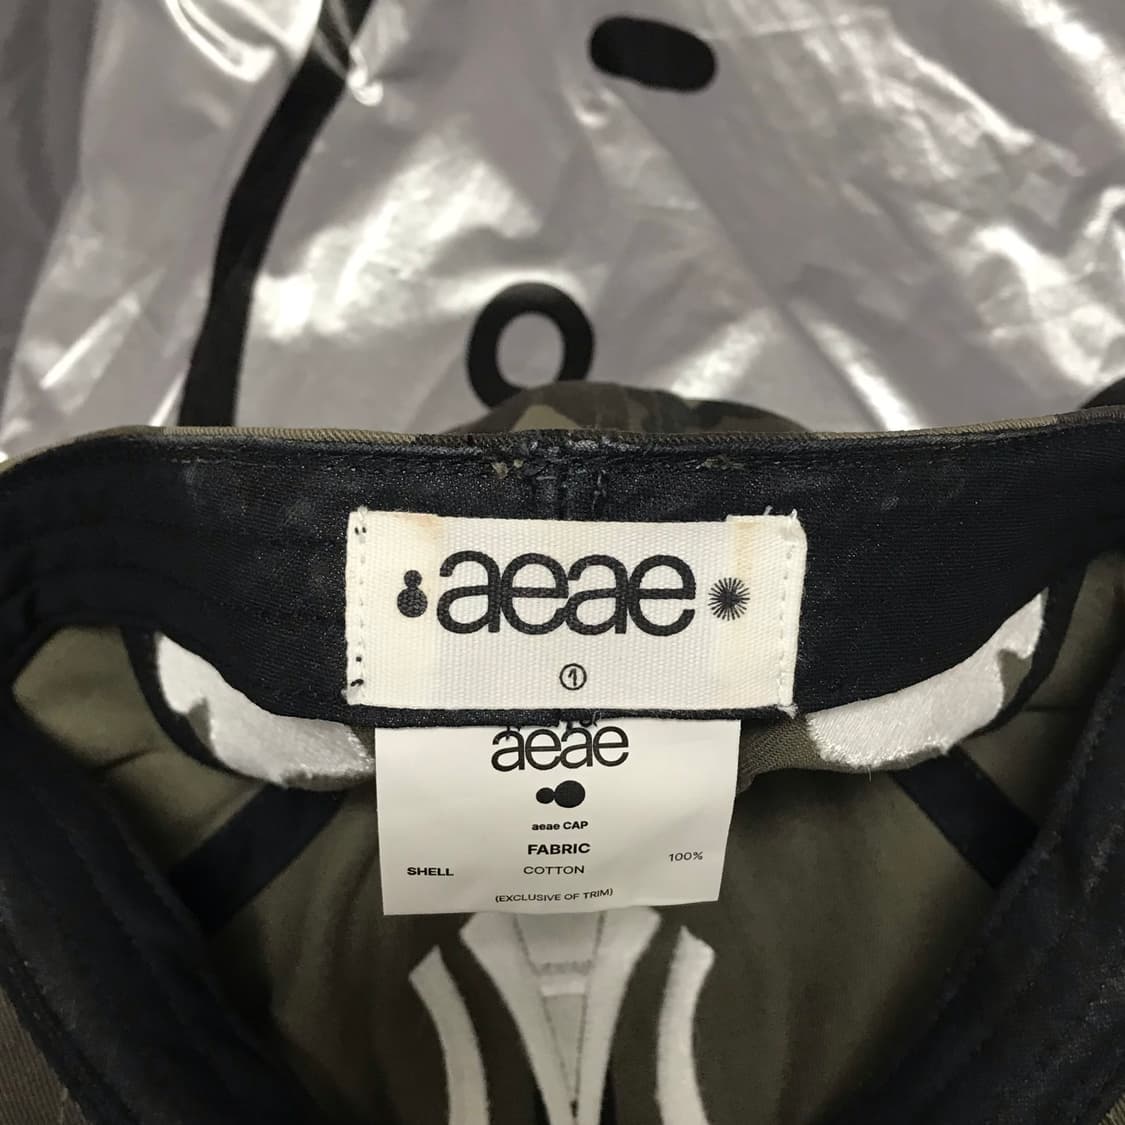 aeae
1
aeae
aeae CAP
FABRIC
SHELL COTTON 100%
(EXCLUSIVE OF TRIM)